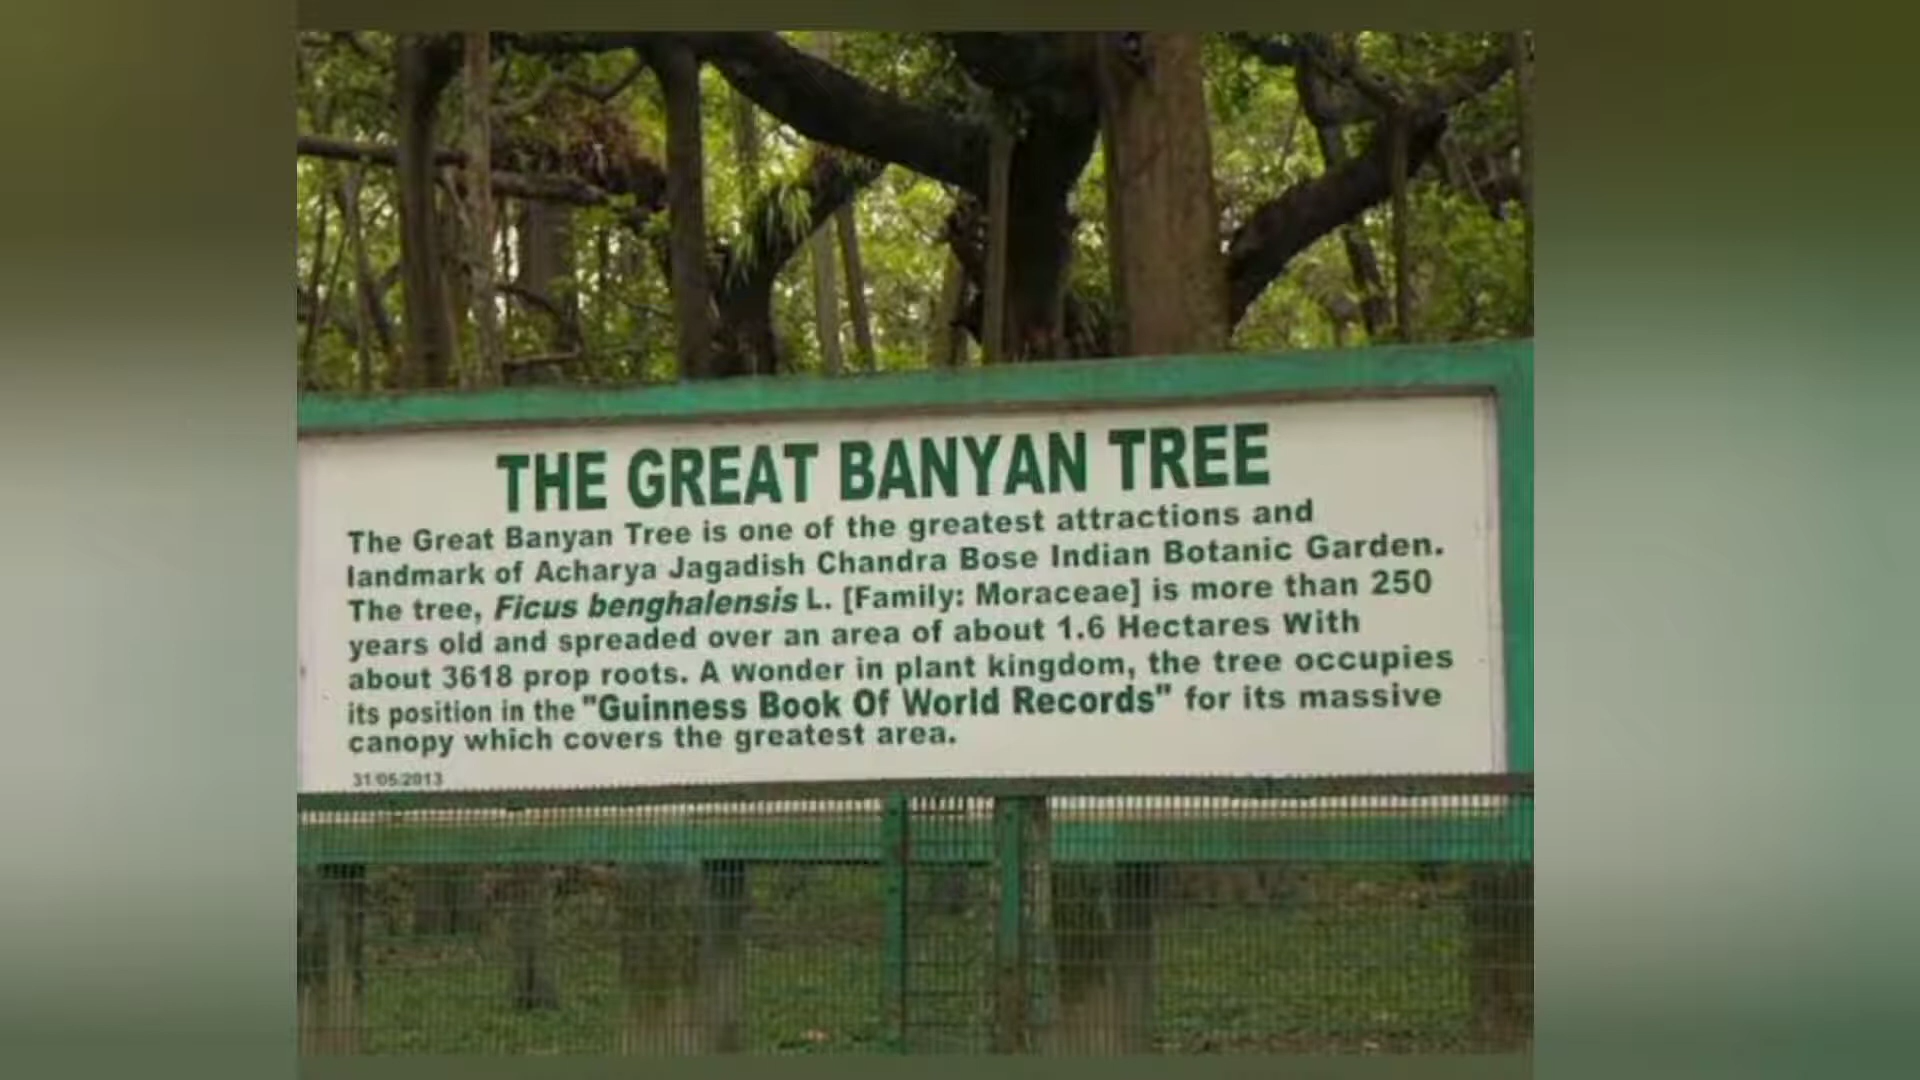 THE GREAT BANYAN TREE
The Great Banyan Tree is one of the greatest attractions and
landmark of Acharya Jagadish Chandra Bose Indian Botanic Garden.
The tree, Ficus benghalensis L. [Family: Moraceae] is more than 250
years old and spreaded over an area of about 1.6 Hectares With
about 3618 prop roots. A wonder in plant kingdom, the tree occupies
its position in the "Guinness Book Of World Records" for its massive
canopy which covers the greatest area.
31/05/2013